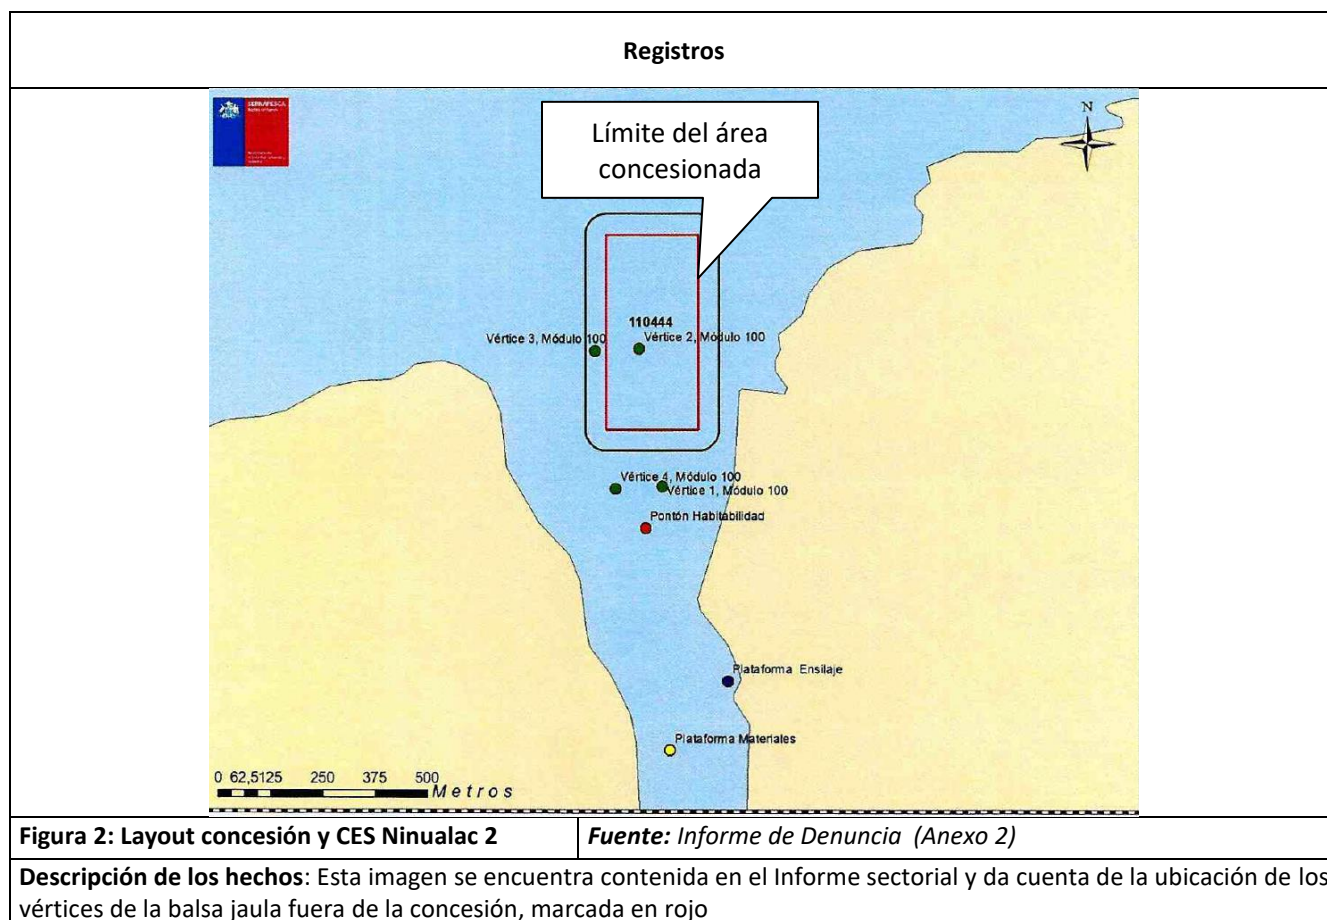 Registros
SERNAPESCA
Límite del área
concesionada
N
110444
Vértice 3, Módulo 100
Vértice 2, Módulo 100
Vértice 4, Módulo 100
Vértice 1, Módulo 100
Pontón Habitabilidad
Plataforma Ensilaje
Plataforma Materiales
0 62,5125 250 375 500
Metros
Figura 2: Layout concesión y CES Ninualac 2
Fuente: Informe de Denuncia (Anexo 2)
Descripción de los hechos: Esta imagen se encuentra contenida en el Informe sectorial y da cuenta de la ubicación de los
vértices de la balsa jaula fuera de la concesión, marcada en rojo